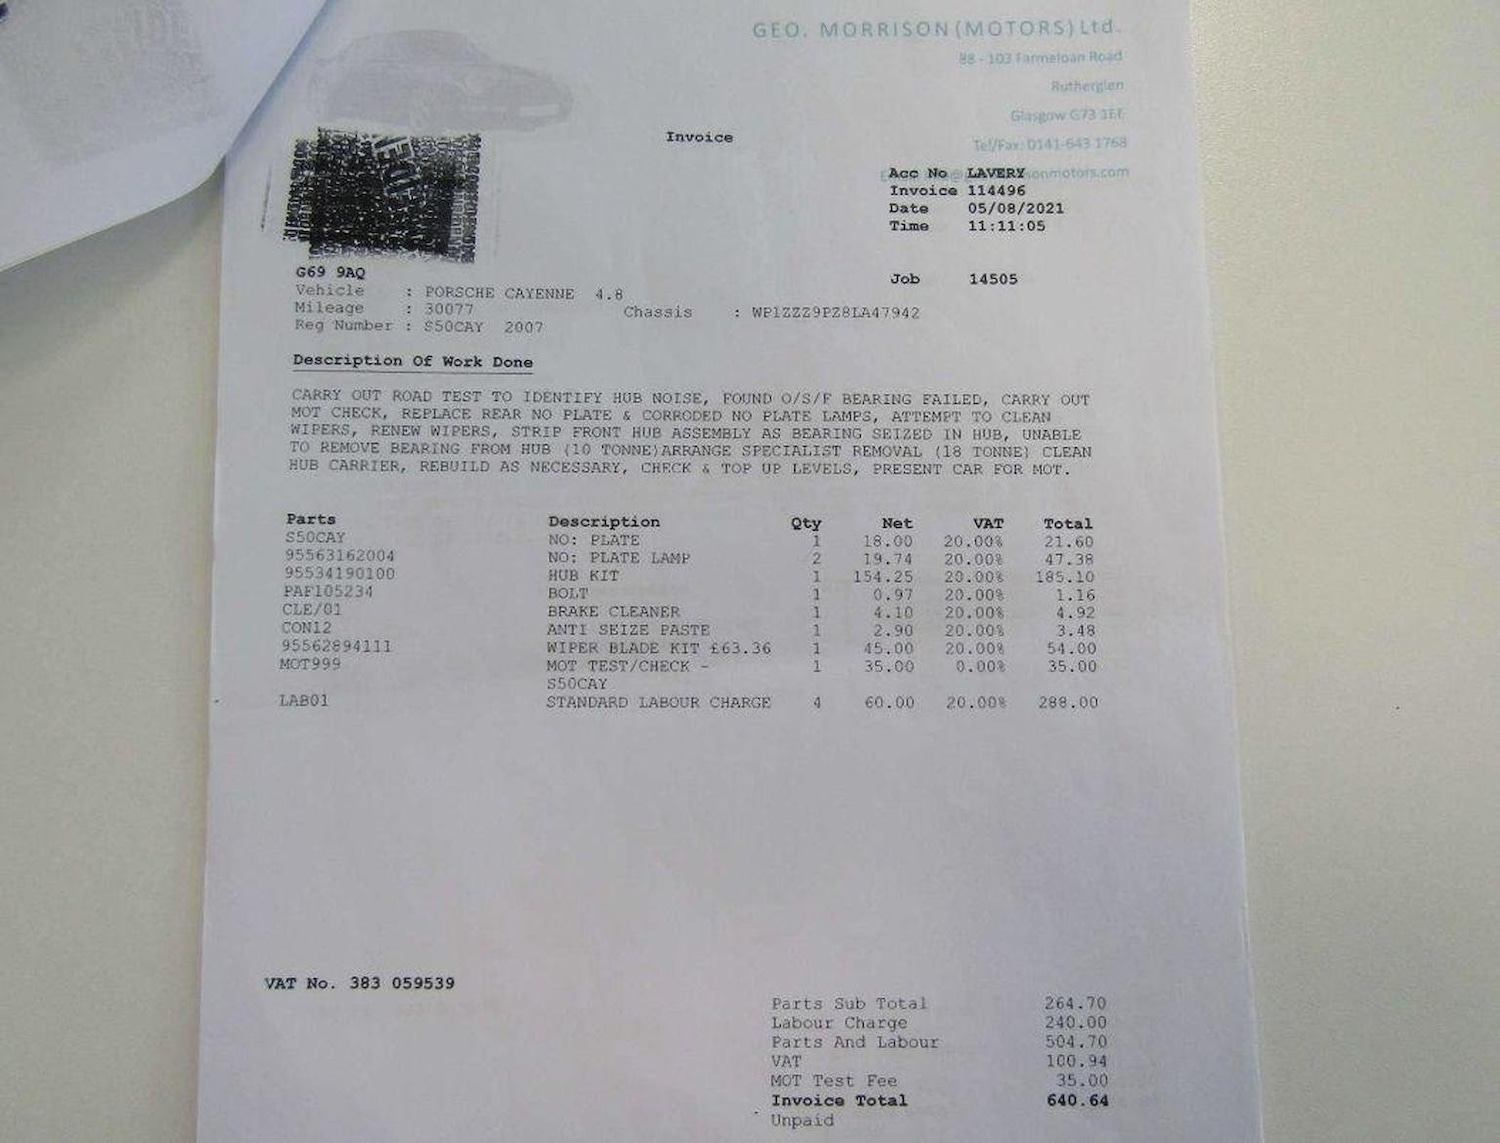 GEO. MORRISON (MOTORS) Ltd.
88 - 103 Farmeloan Road
Rutherglen
Glasgow G73 1EE
Tel/Fax: 0141-643 1768
Invoice
Acc No LAVERY
Invoice 114496
Date 05/08/2021
Time 11:11:05
G69 9AQ
Job 14505
Vehicle : PORSCHE CAYENNE 4.8
Mileage : 30077 Chassis : WP1ZZZ9PZ8LA47942
Reg Number : S50CAY 2007
Description Of Work Done
CARRY OUT ROAD TEST TO IDENTIFY HUB NOISE, FOUND O/S/F BEARING FAILED, CARRY OUT
MOT CHECK, REPLACE REAR NO PLATE & CORRODED NO PLATE LAMPS, ATTEMPT TO CLEAN
WIPERS, RENEW WIPERS, STRIP FRONT HUB ASSEMBLY AS BEARING SEIZED IN HUB, UNABLE
TO REMOVE BEARING FROM HUB (10 TONNE)ARRANGE SPECIALIST REMOVAL (18 TONNE) CLEAN
HUB CARRIER, REBUILD AS NECESSARY, CHECK & TOP UP LEVELS, PRESENT CAR FOR MOT.
Parts Description Qty Net VAT Total
S50CAY NO: PLATE 1 18.00 20.00% 21.60
95563162004 NO: PLATE LAMP 2 19.74 20.00% 47.38
95534190100 HUB KIT 1 154.25 20.00% 185.10
PAF105234 BOLT 1 0.97 20.00% 1.16
CLE/01 BRAKE CLEANER 1 4.10 20.00% 4.92
CON12 ANTI SEIZE PASTE 1 2.90 20.00% 3.48
95562894111 WIPER BLADE KIT £63.36 1 45.00 20.00% 54.00
MOT999 MOT TEST/CHECK - 1 35.00 0.00% 35.00
S50CAY
LAB01 STANDARD LABOUR CHARGE 4 60.00 20.00% 288.00
VAT No. 383 059539
Parts Sub Total 264.70
Labour Charge 240.00
Parts And Labour 504.70
VAT 100.94
MOT Test Fee 35.00
Invoice Total 640.64
Unpaid